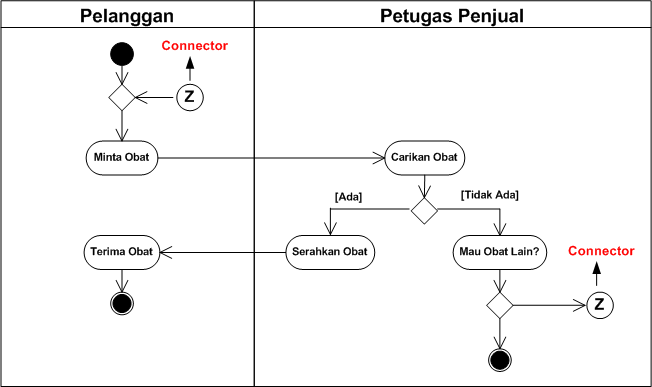 Pelanggan
Petugas Penjual
Connector
Z
Minta Obat
Carikan Obat
[Ada]
[Tidak Ada]
Terima Obat
Serahkan Obat
Mau Obat Lain?
Connector
Z